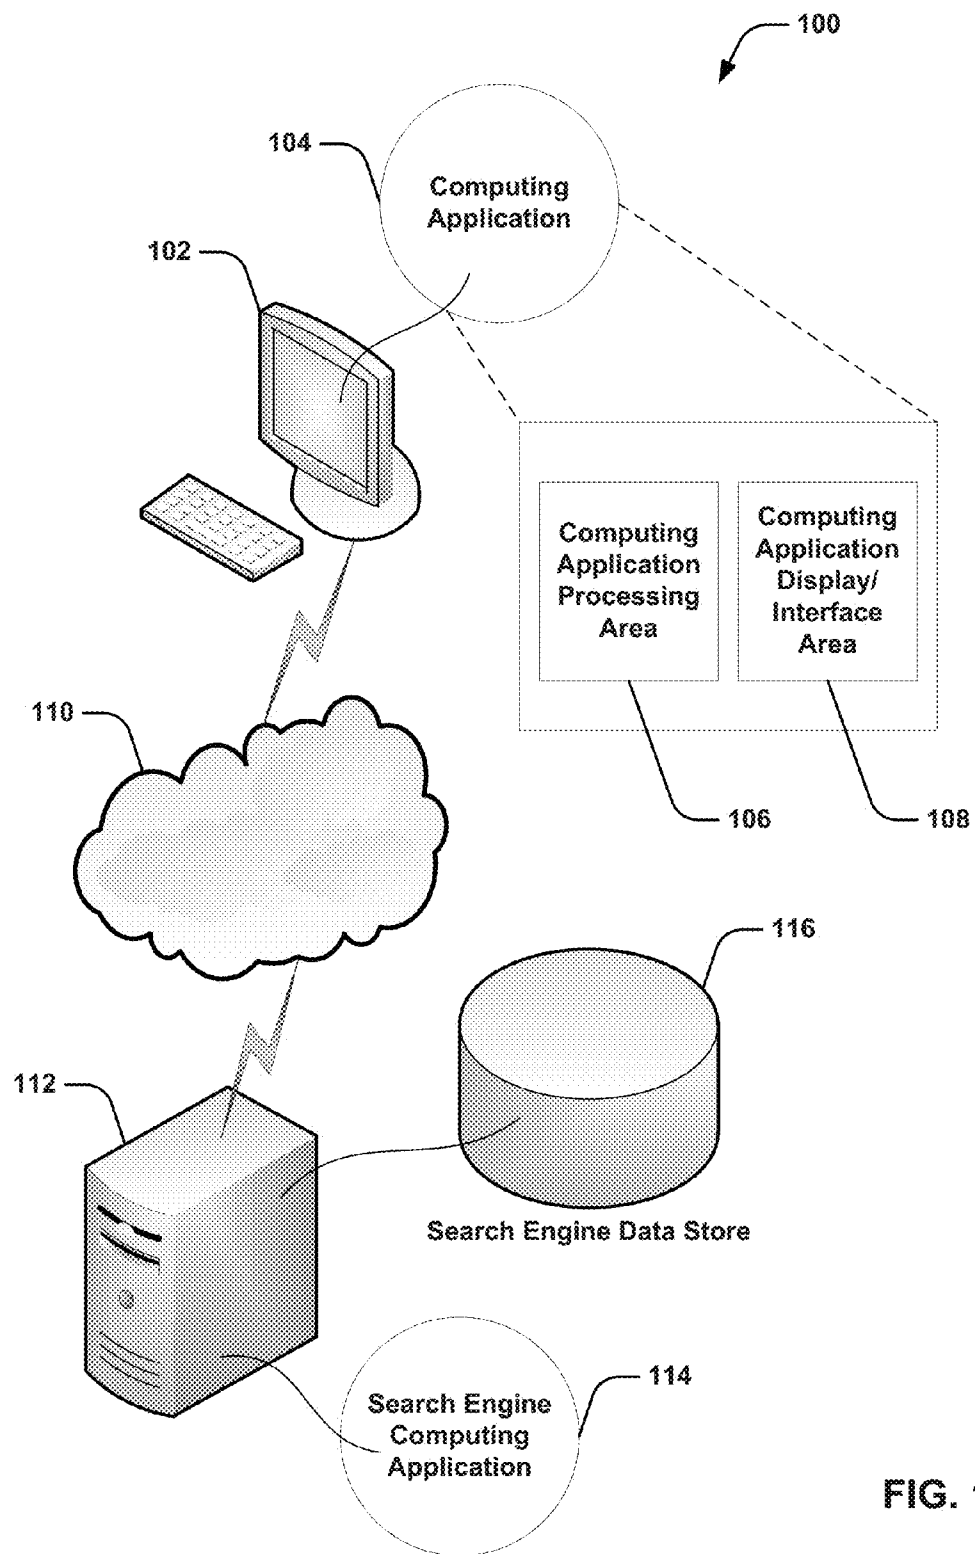 100
104
Computing
Application
102
Computing
Application
Processing
Area
Computing
Application
Display/
Interface
Area
110
106
108
116
112
Search Engine Data Store
114
Search Engine
Computing
Application
FIG.